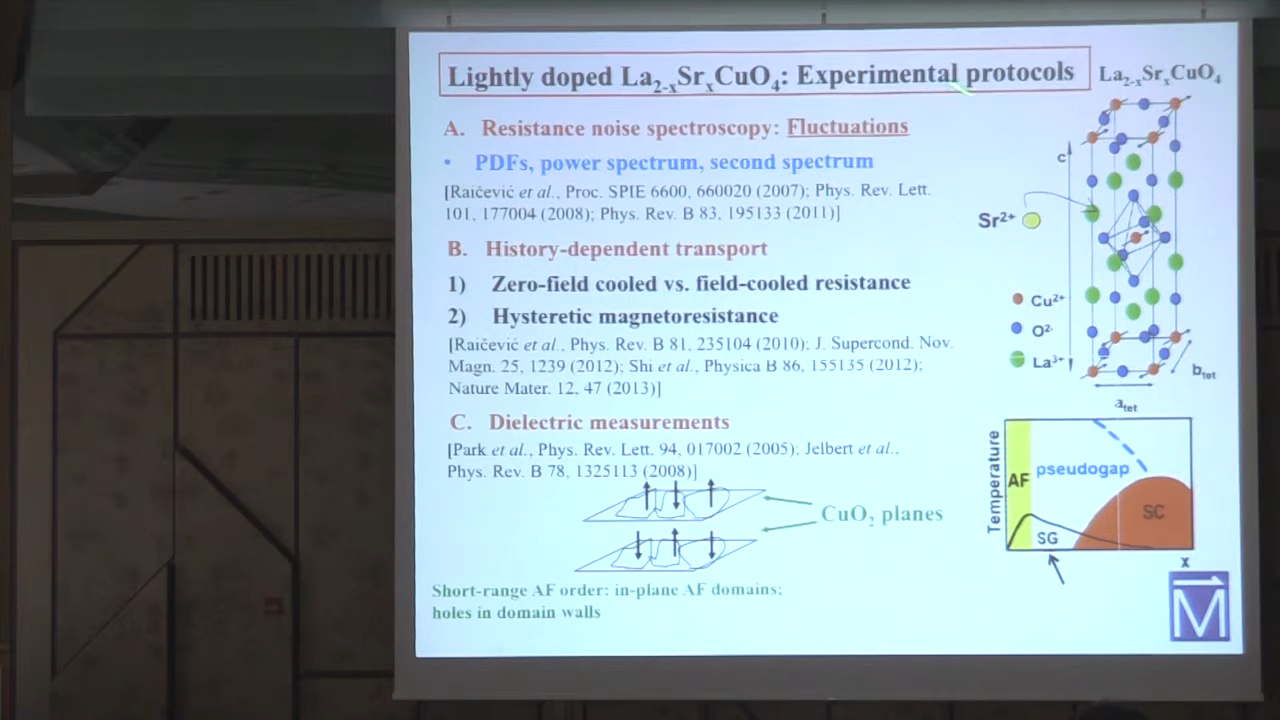 Lightly doped La2-xSrxCuO4: Experimental protocols
La2-xSrxCuO4
A. Resistance noise spectroscopy: Fluctuations
• PDFs, power spectrum, second spectrum
[Raičević et al., Proc. SPIE 6600, 660020 (2007); Phys. Rev. Lett.
101, 177004 (2008); Phys. Rev. B 83, 195133 (2011)]
B. History-dependent transport
1) Zero-field cooled vs. field-cooled resistance
2) Hysteretic magnetoresistance
[Raičević et al., Phys. Rev. B 81, 235104 (2010); J. Supercond. Nov.
Magn. 25, 1239 (2012); Shi et al., Physica B 86, 155135 (2012);
Nature Mater. 12, 47 (2013)]
C. Dielectric measurements
[Park et al., Phys. Rev. Lett. 94, 017002 (2005); Jelbert et al.,
Phys. Rev. B 78, 1325113 (2008)]
CuO2 planes
Short-range AF order: in-plane AF domains;
holes in domain walls
c
Sr2+
Cu2+
O2-
La3+
btet
atet
Temperature
AF
pseudogap
SC
SG
x
M